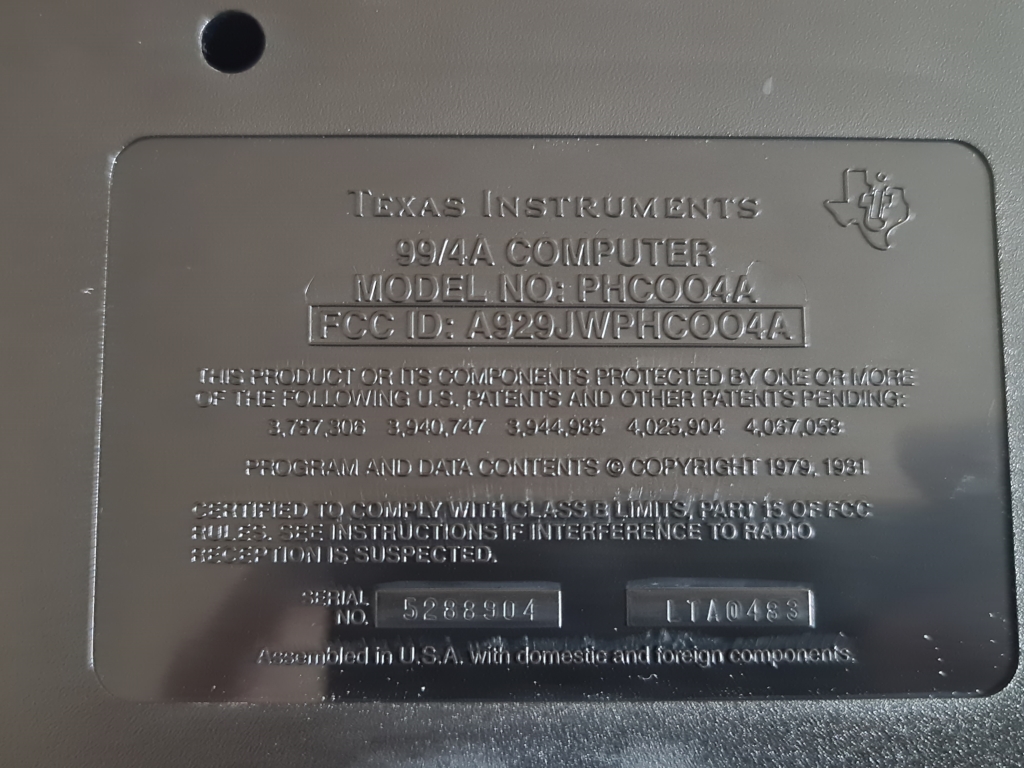 TEXAS INSTRUMENTS
99/4A COMPUTER
MODEL NO: PHC004A
FCC ID: A929JWPHC004A
THIS PRODUCT OR ITS COMPONENTS PROTECTED BY ONE OR MORE
OF THE FOLLOWING U.S. PATENTS AND OTHER PATENTS PENDING:
3,757,306 3,940,747 3,944,985 4,025,904 4,067,058
PROGRAM AND DATA CONTENTS © COPYRIGHT 1979, 1981
CERTIFIED TO COMPLY WITH CLASS B LIMITS, PART 15 OF FCC
RULES. SEE INSTRUCTIONS IF INTERFERENCE TO RADIO
RECEPTION IS SUSPECTED.
SERIAL
NO. 5288904 LTA0483
Assembled in U.S.A. With domestic and foreign components.